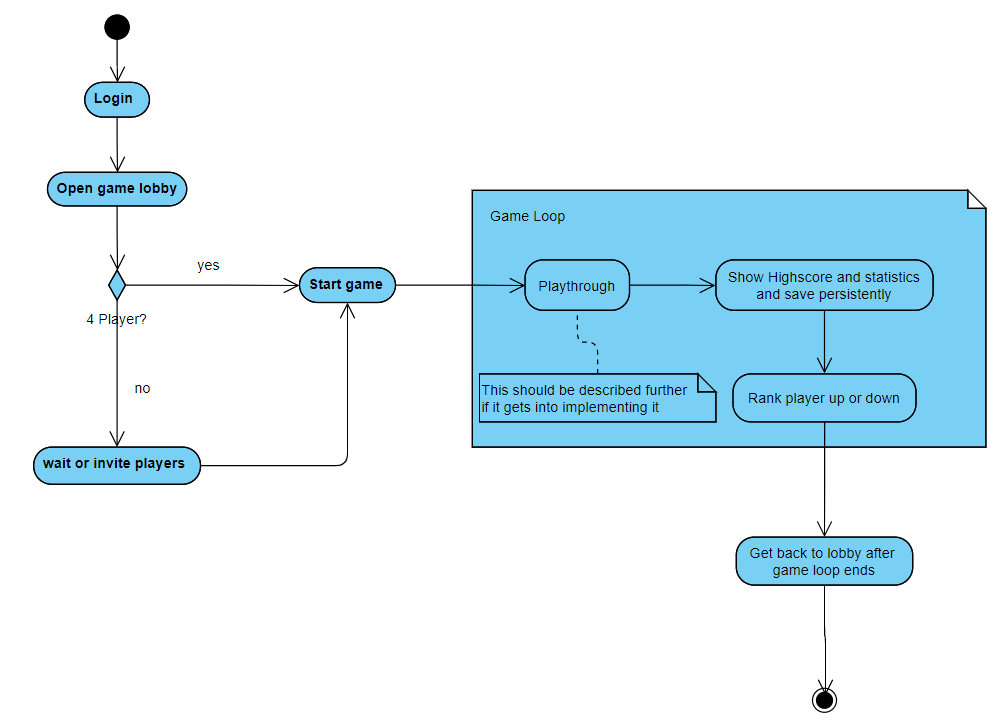 Login
Open game lobby
yes
4 Player?
no
wait or invite players
Start game
Game Loop
Playthrough
Show Highscore and statistics
and save persistently
This should be described further
if it gets into implementing it
Rank player up or down
Get back to lobby after
game loop ends